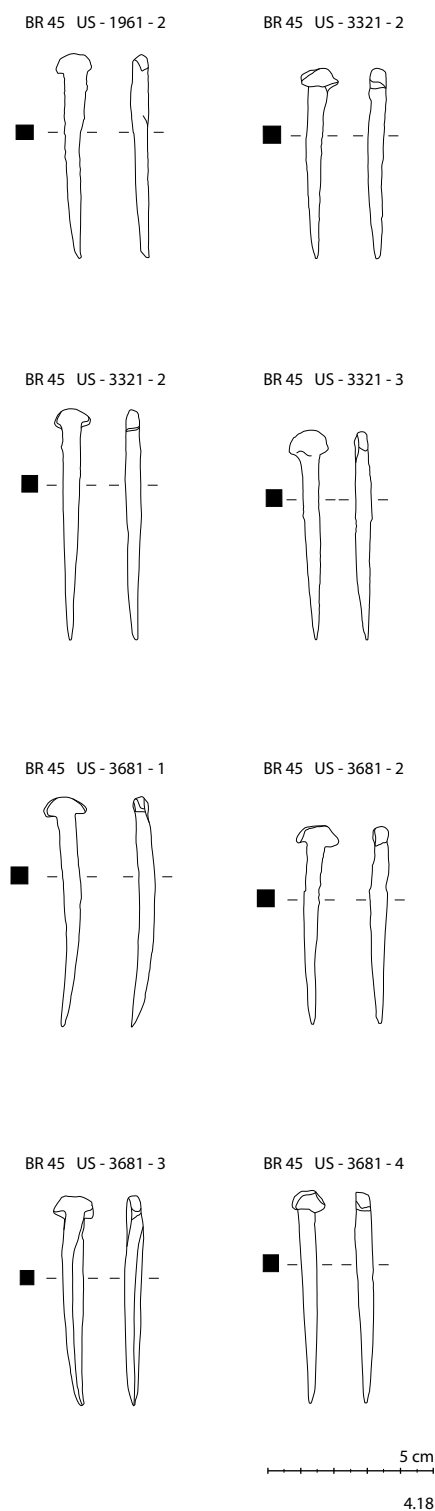 BR 45 US - 1961 - 2
BR 45 US - 3321 - 2
BR 45 US - 3321 - 2
BR 45 US - 3321 - 3
BR 45 US - 3681 - 1
BR 45 US - 3681 - 2
BR 45 US - 3681 - 3
BR 45 US - 3681 - 4
5 cm
4.18